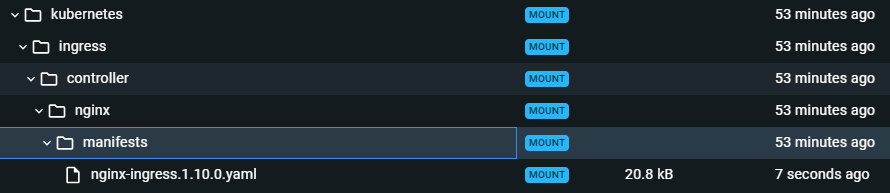 kubernetes MOUNT 53 minutes ago
ingress MOUNT 53 minutes ago
controller MOUNT 53 minutes ago
nginx MOUNT 53 minutes ago
manifests MOUNT 53 minutes ago
nginx-ingress.1.10.0.yaml MOUNT 20.8 kB 7 seconds ago